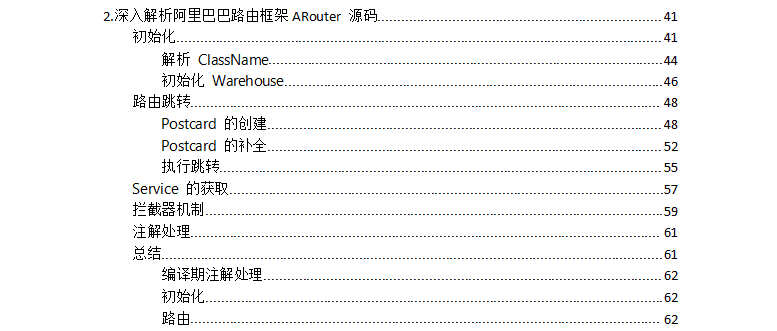 2.深入解析阿里巴巴路由框架 ARouter 源码........41
初始化........41
解析 ClassName........44
初始化 Warehouse........46
路由跳转........48
Postcard 的创建........48
Postcard 的补全........52
执行跳转........55
Service 的获取........57
拦截器机制........59
注解处理........61
总结........61
编译期注解处理........62
初始化........62
路由........62